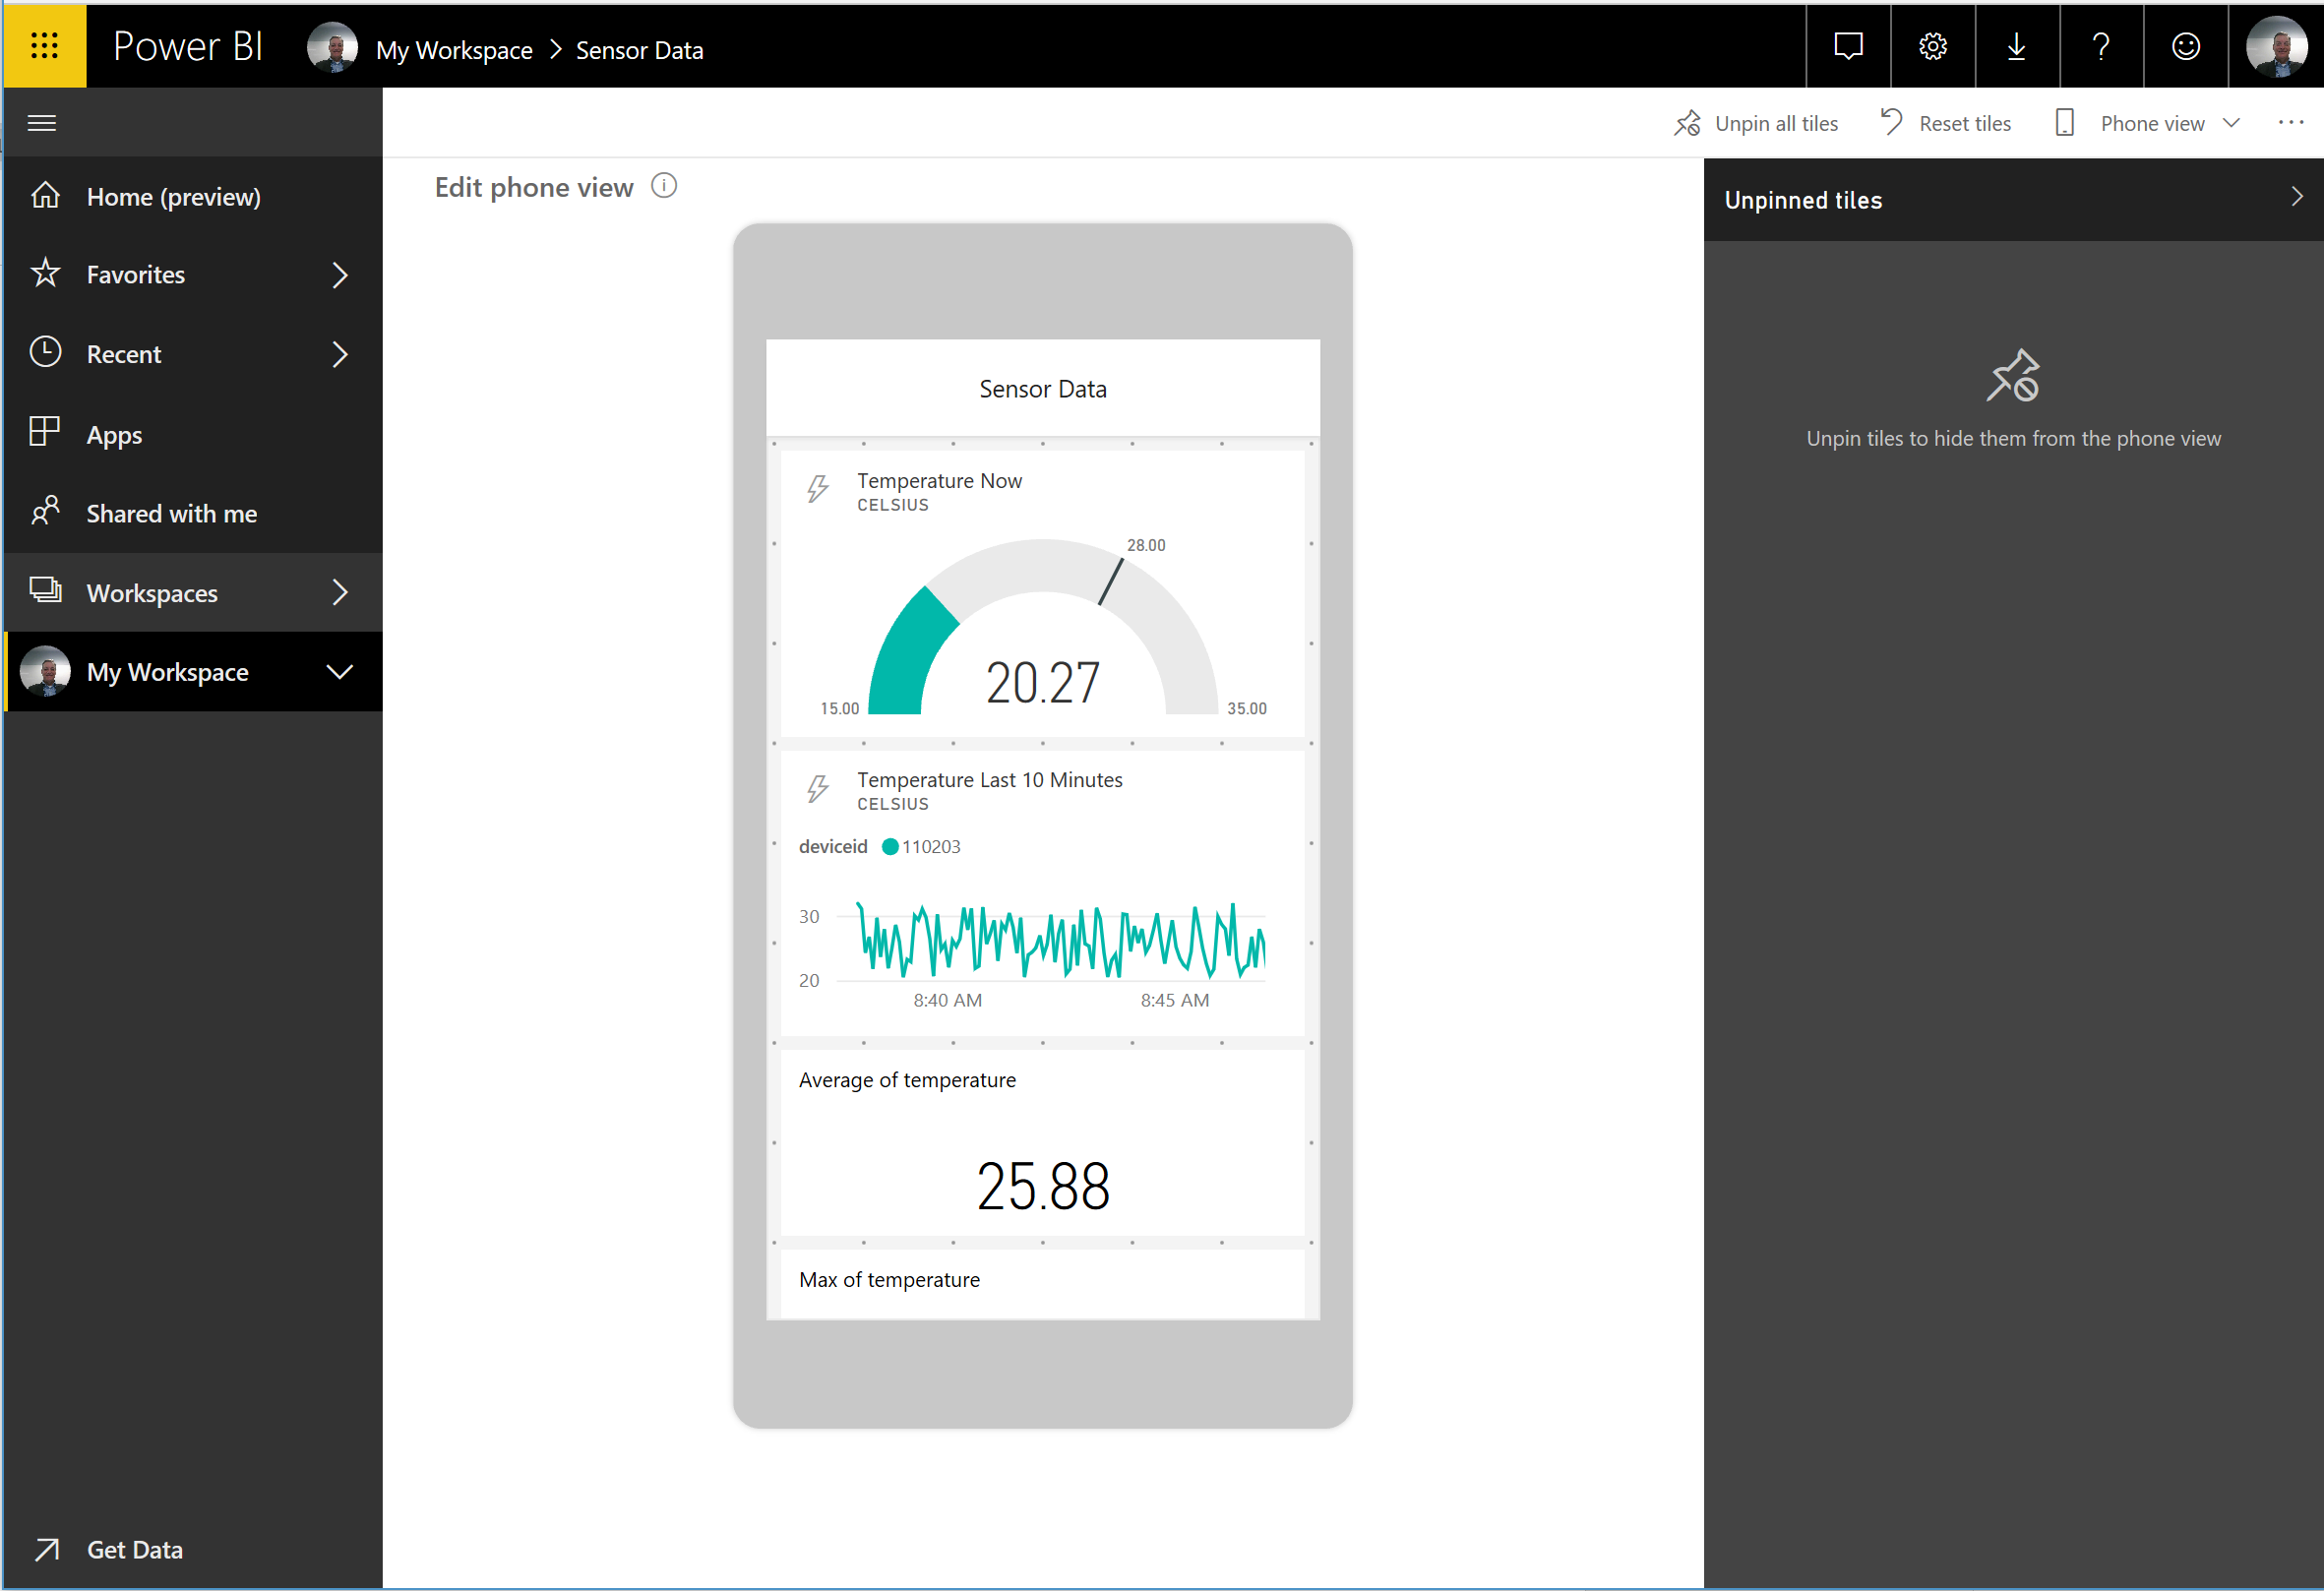 Power BI
My Workspace > Sensor Data
Unpin all tiles
Reset tiles
Phone view
Home (preview)
Favorites
Recent
Apps
Shared with me
Workspaces
My Workspace
Get Data
Edit phone view
Sensor Data
Temperature Now
CELSIUS
28.00
20.27
15.00
35.00
Temperature Last 10 Minutes
CELSIUS
deviceid 110203
30
20
8:40 AM 8:45 AM
Average of temperature
25.88
Max of temperature
Unpinned tiles
Unpin tiles to hide them from the phone view